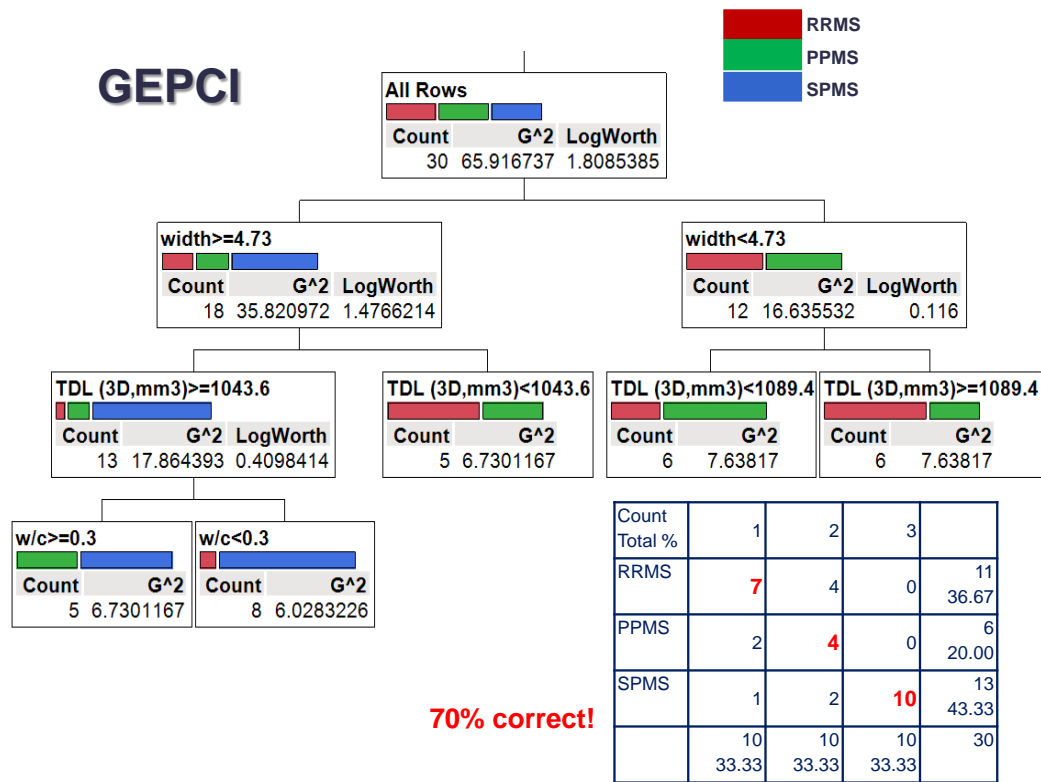 GEPCI
RRMS
PPMS
SPMS
All Rows
Count G^2 LogWorth
30 65.916737 1.8085385
width>=4.73
Count G^2 LogWorth
18 35.820972 1.4766214
width<4.73
Count G^2 LogWorth
12 16.635532 0.116
TDL (3D,mm3)>=1043.6
Count G^2 LogWorth
13 17.864393 0.4098414
TDL (3D,mm3)<1043.6
Count G^2
5 6.7301167
TDL (3D,mm3)<1089.4
Count G^2
6 7.63817
TDL (3D,mm3)>=1089.4
Count G^2
6 7.63817
w/c>=0.3
Count G^2
5 6.7301167
w/c<0.3
Count G^2
8 6.0283226
70% correct!
Count
Total % 1 2 3
RRMS 7 4 0 11
36.67
PPMS 2 4 0 6
20.00
SPMS 1 2 10 13
43.33
10 10 10 30
33.33 33.33 33.33